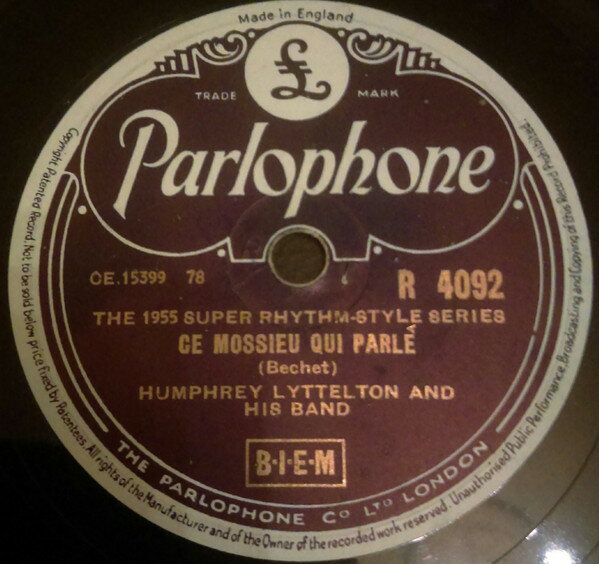 Made in England
£
TRADE MARK
Parlophone
CE.15399 78
R 4092
THE 1955 SUPER RHYTHM-STYLE SERIES
CE MOSSIEU QUI PARLÉ
(Bechet)
HUMPHREY LYTTELTON AND
HIS BAND
B·I·E·M
THE PARLOPHONE Co LTD LONDON
Copyright Patented Record. Not to be sold below price fixed by Patentees. All rights of the Manufacturer and of the Owner of the recorded work reserved. Unauthorised Public Performance, Broadcasting and Copying of this Record Prohibited.